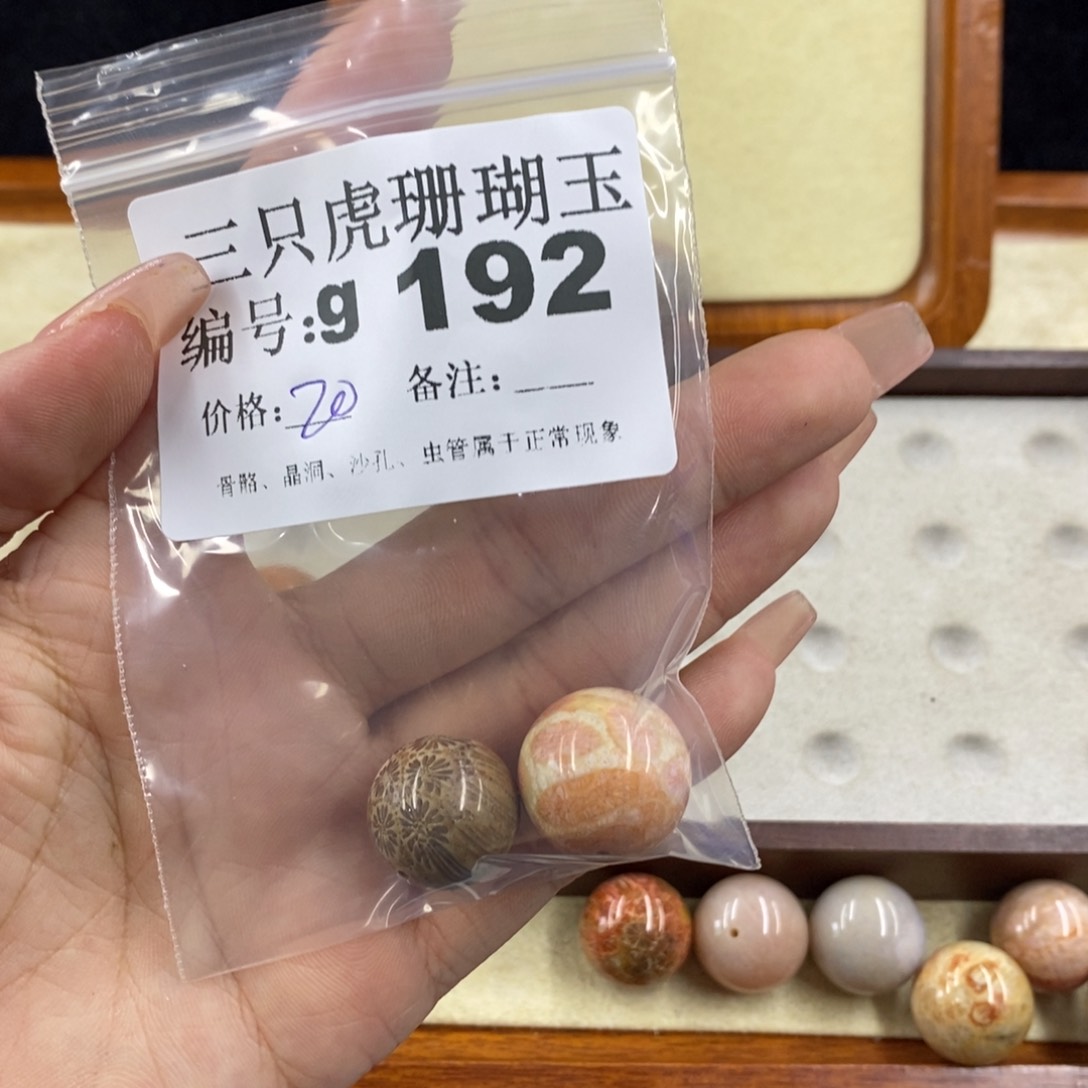 三只虎珊瑚玉
编号:g 192
价格:20 备注:____
骨骼、晶洞、沙孔、虫管属于正常现象